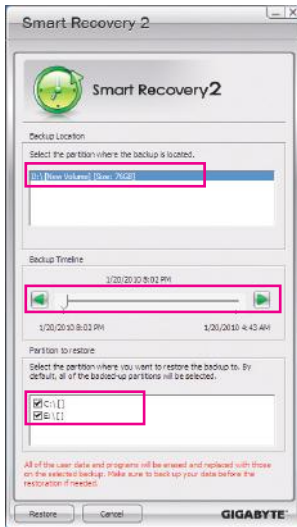 Smart Recovery 2
Smart Recovery2
Backup Location
Select the partition where the backup is located.
D:\ [New Volume] [Size: 76GB]
Backup Timeline
1/20/2010 8:02 PM
1/20/2010 8:02 PM
1/20/2010 4:43 AM
Partition to restore
Select the partition where you want to restore the backup to. By
default, all of the backed-up partitions will be selected.
C:\ []
E:\ []
All of the user data and programs will be erased and replaced with those
on the selected backup. Make sure to back up your data before the
restoration if needed.
Restore
Cancel
GIGABYTE